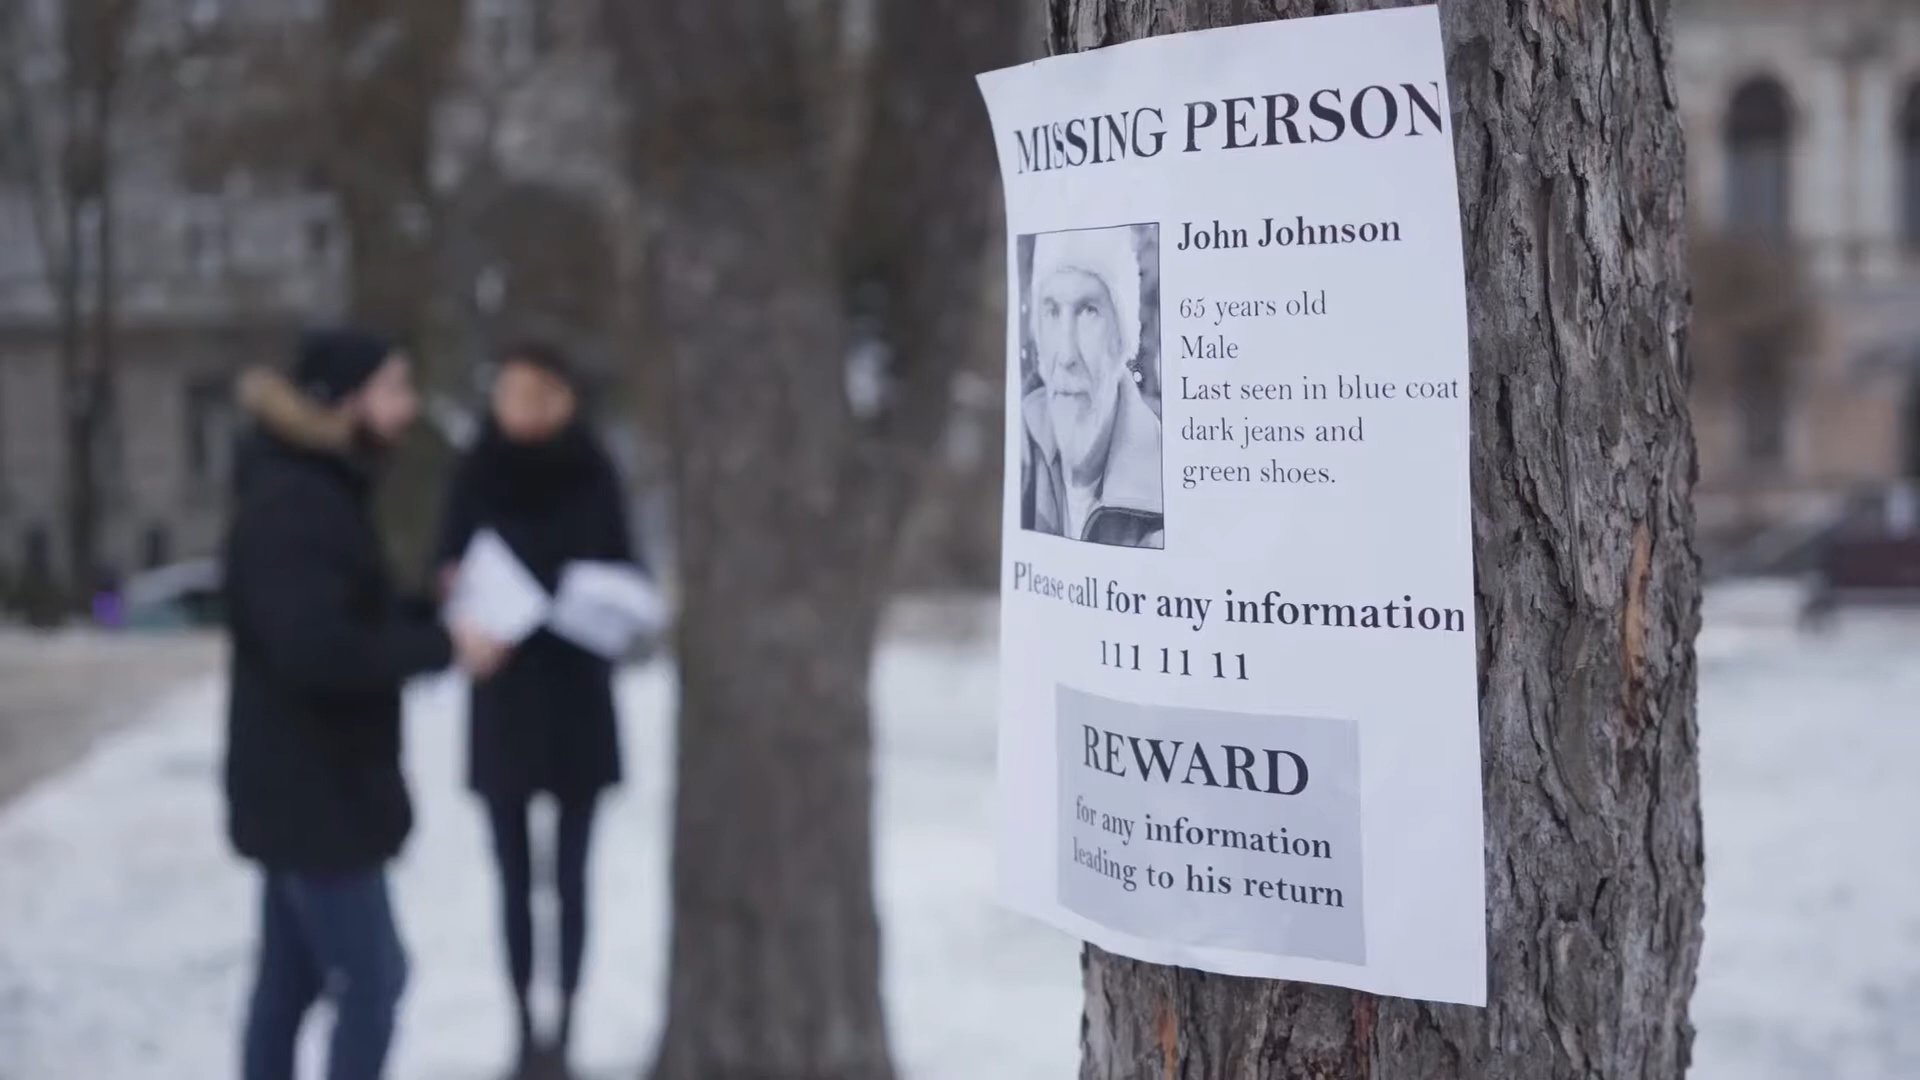 MISSING PERSON
John Johnson
65 years old
Male
Last seen in blue coat
dark jeans and
green shoes.
Please call for any information
111 11 11
REWARD
for any information
leading to his return